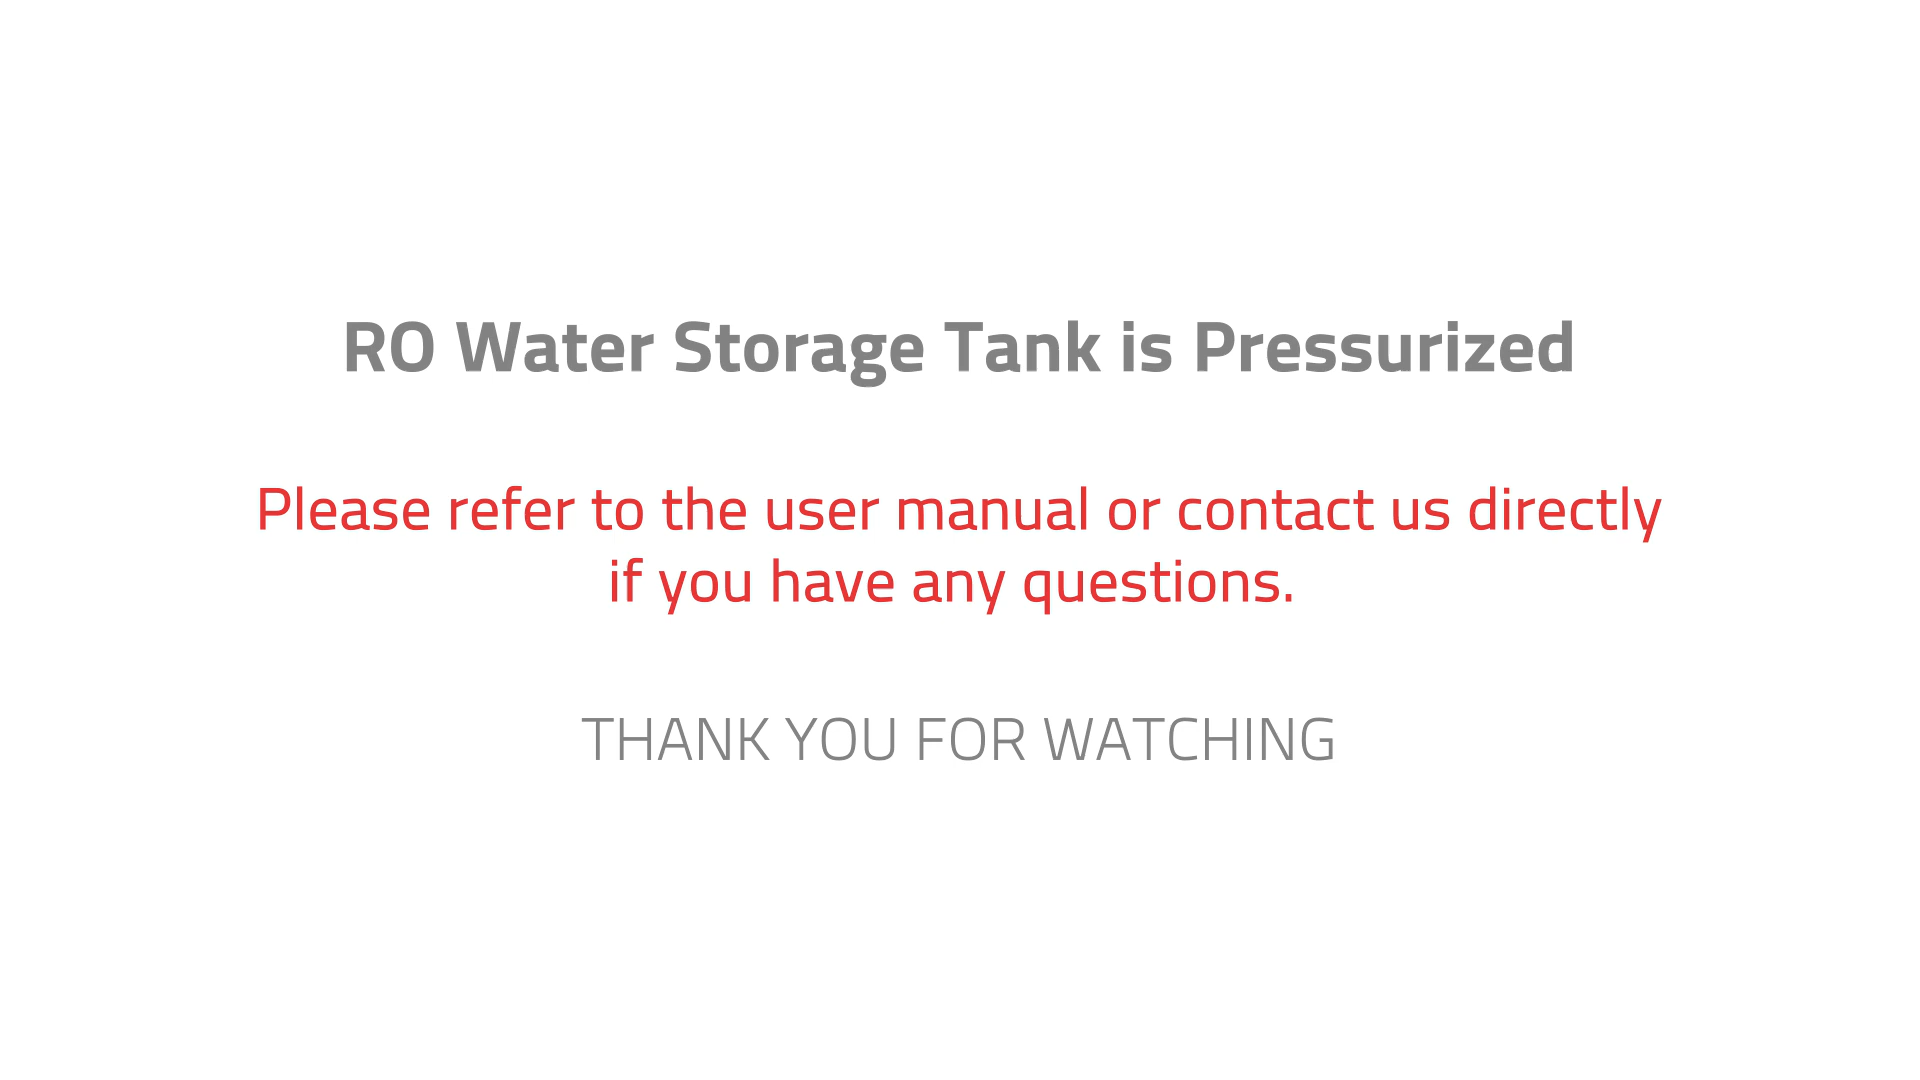 RO Water Storage Tank is Pressurized
Please refer to the user manual or contact us directly
if you have any questions.
THANK YOU FOR WATCHING